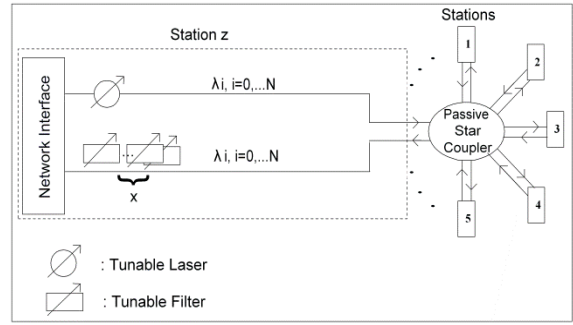 Stations
Station z
1
2
3
4
5
Network Interface
λi, i=0,...N
...
λi, i=0,...N
x
Passive
Star
Coupler
: Tunable Laser
: Tunable Filter